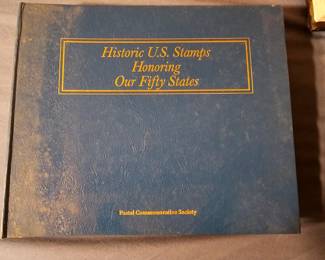 Historic U.S. Stamps
Honoring
Our Fifty States
Postal Commemorative Society